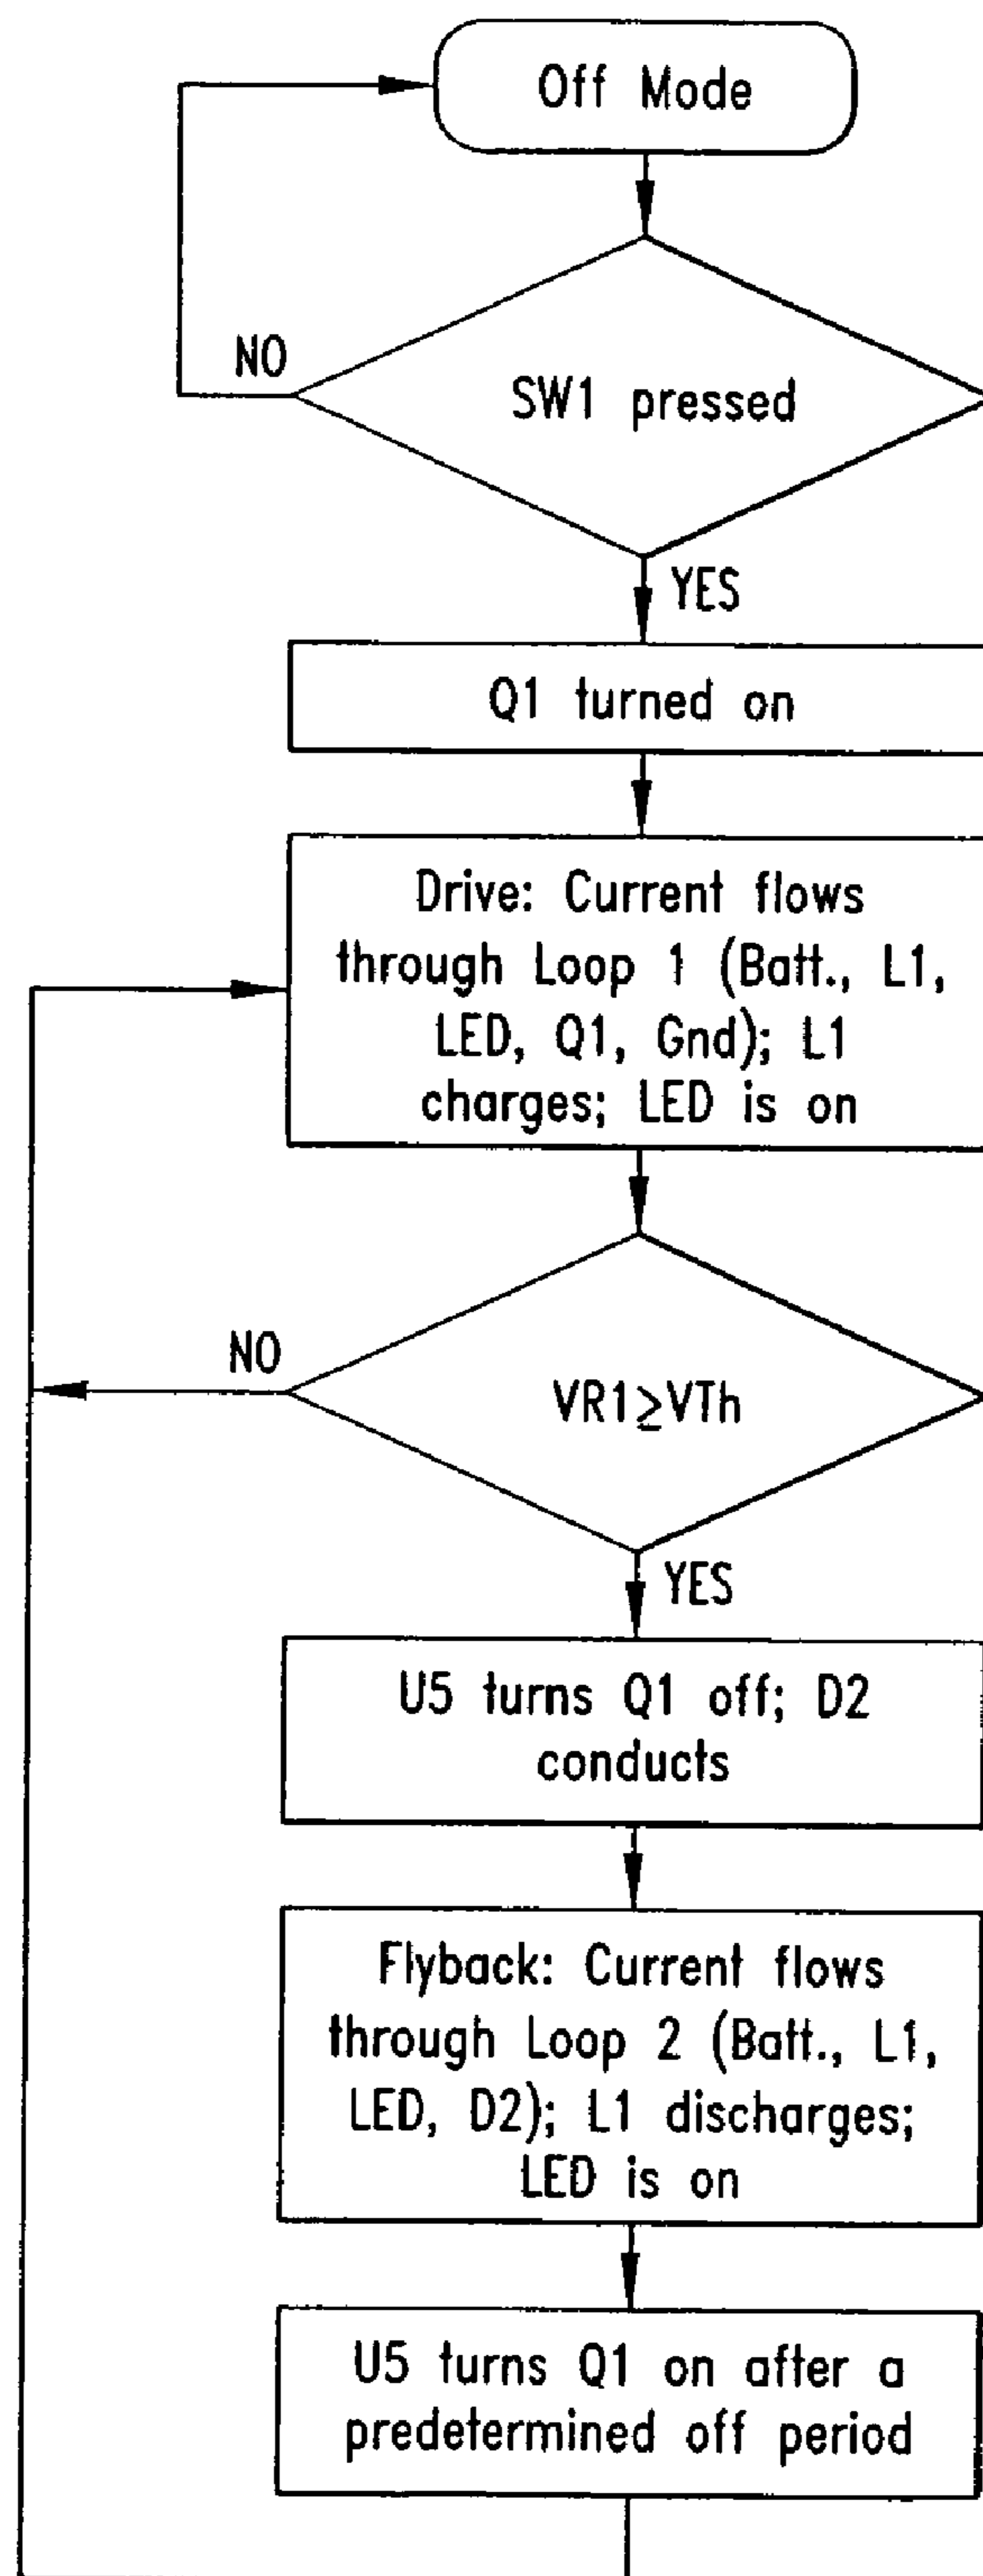 Off Mode
NO
SW1 pressed
YES
Q1 turned on
Drive: Current flows
through Loop 1 (Batt., L1,
LED, Q1, Gnd); L1
charges; LED is on
NO
VR1≥VTh
YES
U5 turns Q1 off; D2
conducts
Flyback: Current flows
through Loop 2 (Batt., L1,
LED, D2); L1 discharges;
LED is on
U5 turns Q1 on after a
predetermined off period